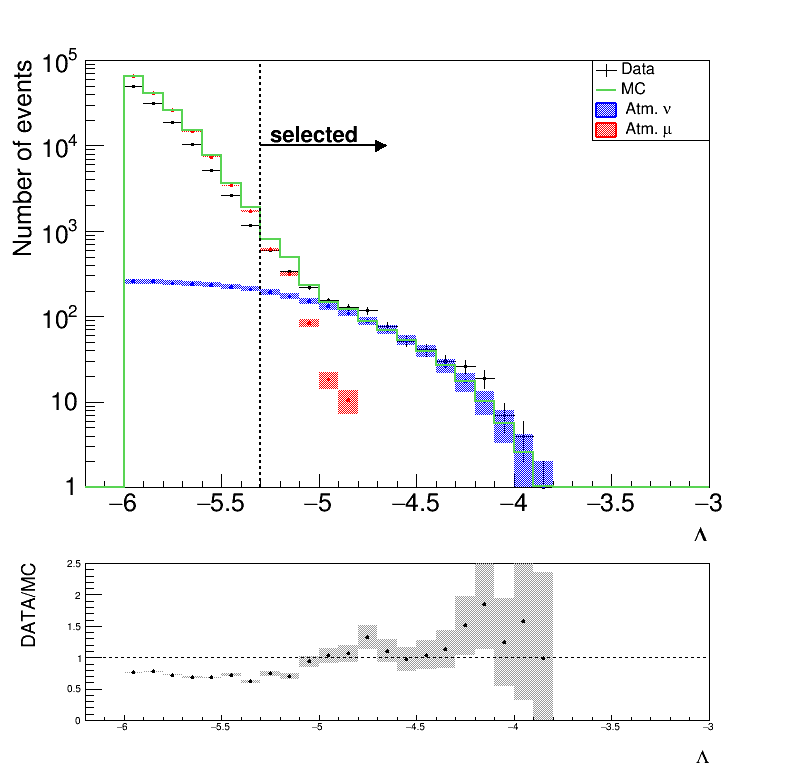 Number of events
10^5
10^4
10^3
10^2
10
1
Data
MC
Atm. ν
Atm. μ
selected
−6 −5.5 −5 −4.5 −4 −3.5 −3
Λ
DATA/MC
2.5
2
1.5
1
0.5
0
−6 −5.5 −5 −4.5 −4 −3.5 −3
Λ